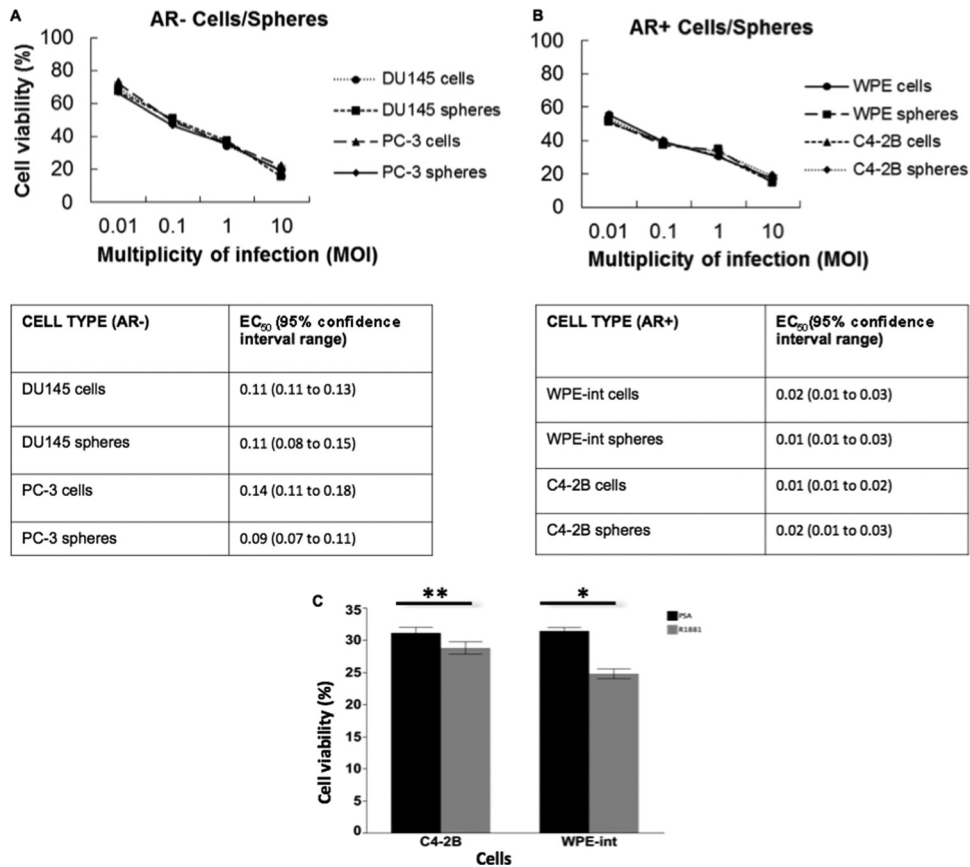 A
AR- Cells/Spheres
Cell viability (%)
100
80
60
40
20
0
0.01 0.1 1 10
Multiplicity of infection (MOI)
DU145 cells
DU145 spheres
PC-3 cells
PC-3 spheres
B
AR+ Cells/Spheres
100
80
60
40
20
0
0.01 0.1 1 10
Multiplicity of infection (MOI)
WPE cells
WPE spheres
C4-2B cells
C4-2B spheres
CELL TYPE (AR-) EC50 (95% confidence
interval range)
DU145 cells 0.11 (0.11 to 0.13)
DU145 spheres 0.11 (0.08 to 0.15)
PC-3 cells 0.14 (0.11 to 0.18)
PC-3 spheres 0.09 (0.07 to 0.11)
CELL TYPE (AR+) EC50 (95% confidence
interval range)
WPE-int cells 0.02 (0.01 to 0.03)
WPE-int spheres 0.01 (0.01 to 0.03)
C4-2B cells 0.01 (0.01 to 0.02)
C4-2B spheres 0.02 (0.01 to 0.03)
C
** *
Cell viability (%)
35
30
25
20
15
10
5
0
C4-2B WPE-int
Cells
PSA
R1881